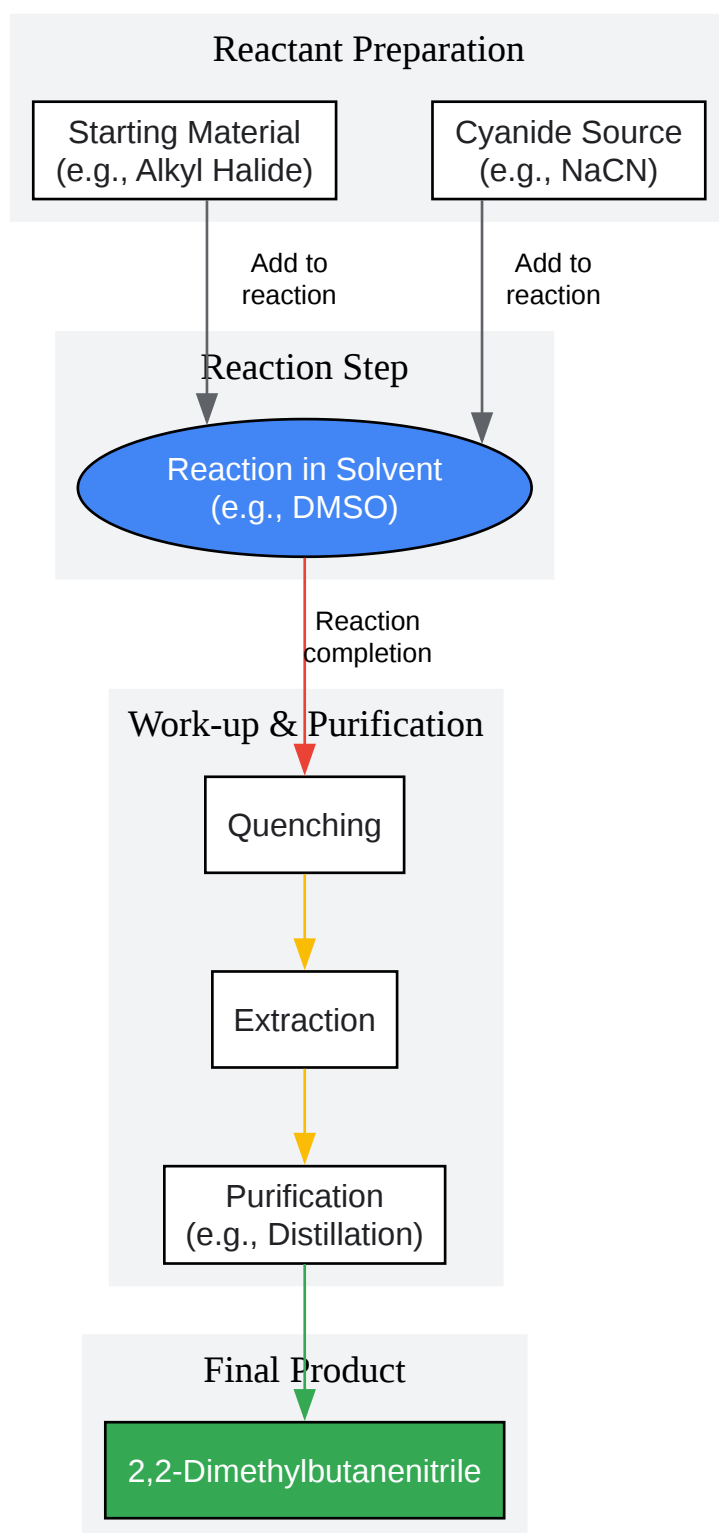 Reactant Preparation
Starting Material
(e.g., Alkyl Halide)
Cyanide Source
(e.g., NaCN)
Add to
reaction
Add to
reaction
Reaction Step
Reaction in Solvent
(e.g., DMSO)
Reaction
completion
Work-up & Purification
Quenching
Extraction
Purification
(e.g., Distillation)
Final Product
2,2-Dimethylbutanenitrile